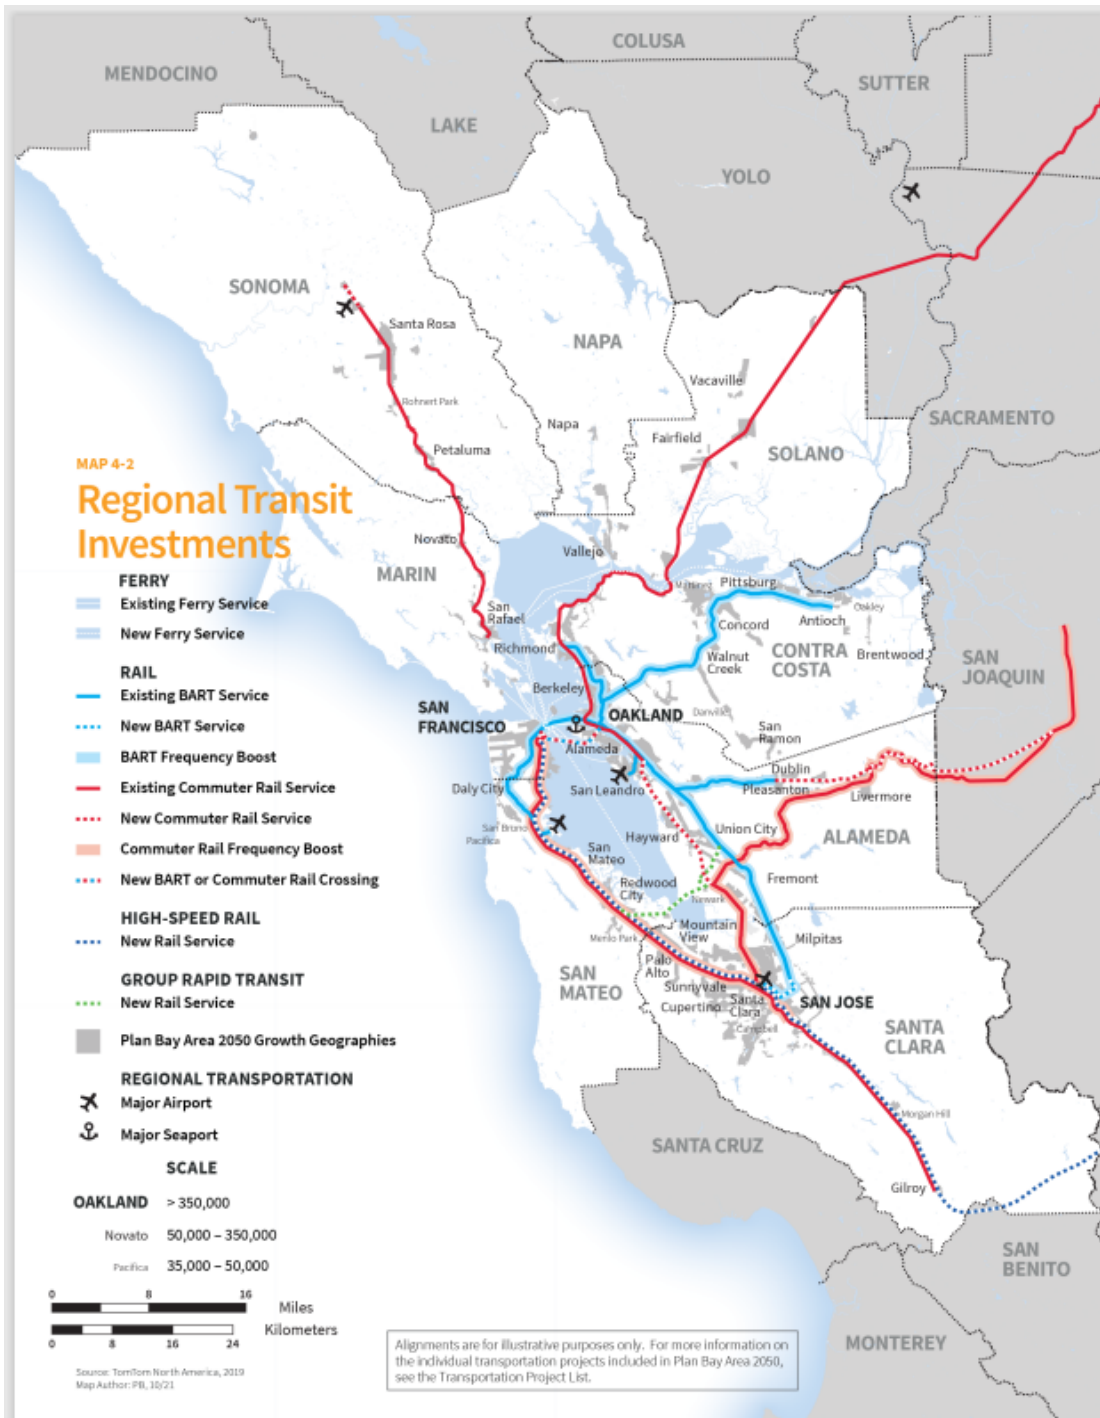 COLUSA
MENDOCINO
SUTTER
LAKE
YOLO
SONOMA
Santa Rosa
NAPA
Vacaville
Rohnert Park
Napa
SACRAMENTO
Fairfield
Petaluma
SOLANO
MAP 4-2
Regional Transit
Investments
Novato
Vallejo
MARIN
Martinez
Pittsburg
San
Rafael
Oakley
Antioch
Concord
Richmond
Walnut
Creek
CONTRA
COSTA
Brentwood
SAN
JOAQUIN
Berkeley
SAN
FRANCISCO
OAKLAND
Danville
San
Ramon
Alameda
Dublin
Daly City
San Leandro
Pleasanton
Livermore
San Bruno
Pacifica
Hayward
Union City
ALAMEDA
San
Mateo
Redwood
City
Fremont
Newark
Menlo Park
Mountain
View
Milpitas
Palo
Alto
SAN
MATEO
Sunnyvale
Cupertino
Santa
Clara
SAN JOSE
Campbell
SANTA
CLARA
Morgan Hill
SANTA CRUZ
Gilroy
SAN
BENITO
MONTEREY
FERRY
Existing Ferry Service
New Ferry Service
RAIL
Existing BART Service
New BART Service
BART Frequency Boost
Existing Commuter Rail Service
New Commuter Rail Service
Commuter Rail Frequency Boost
New BART or Commuter Rail Crossing
HIGH-SPEED RAIL
New Rail Service
GROUP RAPID TRANSIT
New Rail Service
Plan Bay Area 2050 Growth Geographies
REGIONAL TRANSPORTATION
Major Airport
Major Seaport
SCALE
OAKLAND > 350,000
Novato 50,000 – 350,000
Pacifica 35,000 – 50,000
0 8 16
Miles
Kilometers
0 8 16 24
Source: TomTom North America, 2019
Map Author: PB, 10/21
Alignments are for illustrative purposes only. For more information on
the individual transportation projects included in Plan Bay Area 2050,
see the Transportation Project List.